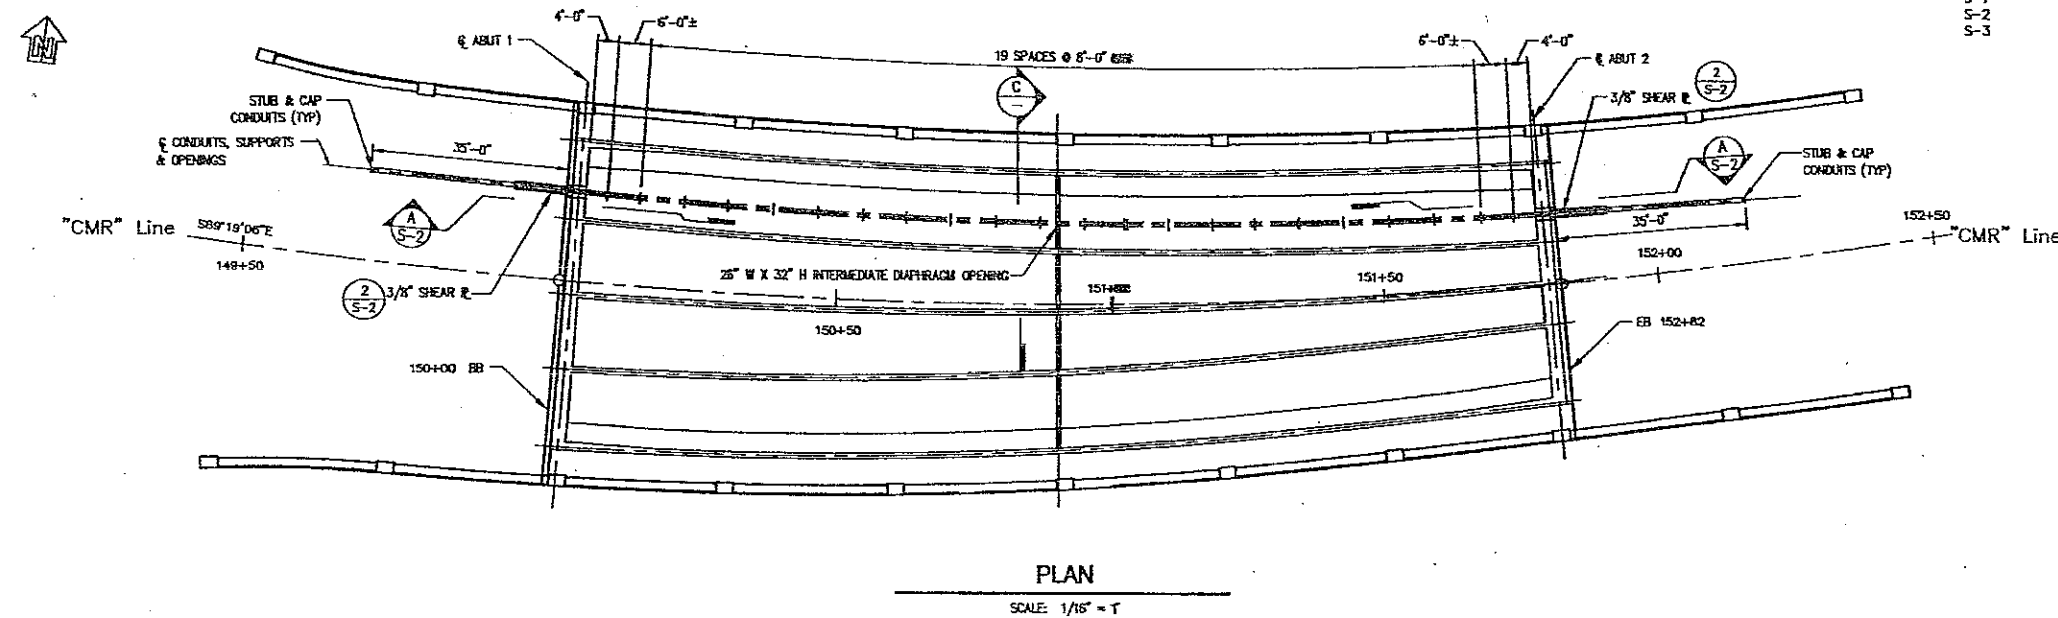 S-2
S-3
N
4'-0"
6'-0"±
℄ ABUT 1
19 SPACES @ 8'-0"
6'-0"±
4'-0"
℄ ABUT 2
C
—
2
S-2
3/8" SHEAR ℄
STUB & CAP
CONDUITS (TYP)
℄ CONDUITS, SUPPORTS
& OPENINGS
35'-0"
A
S-2
STUB & CAP
CONDUITS (TYP)
"CMR" Line
S89°19'06"E
149+50
A
S-2
35'-0"
152+50
"CMR" Line
152+00
2
S-2
3/8" SHEAR ℄
26" W X 32" H INTERMEDIATE DIAPHRAGM OPENING
151+50
150+50
EB 152+82
150+00 BB
PLAN
SCALE: 1/16" = 1'